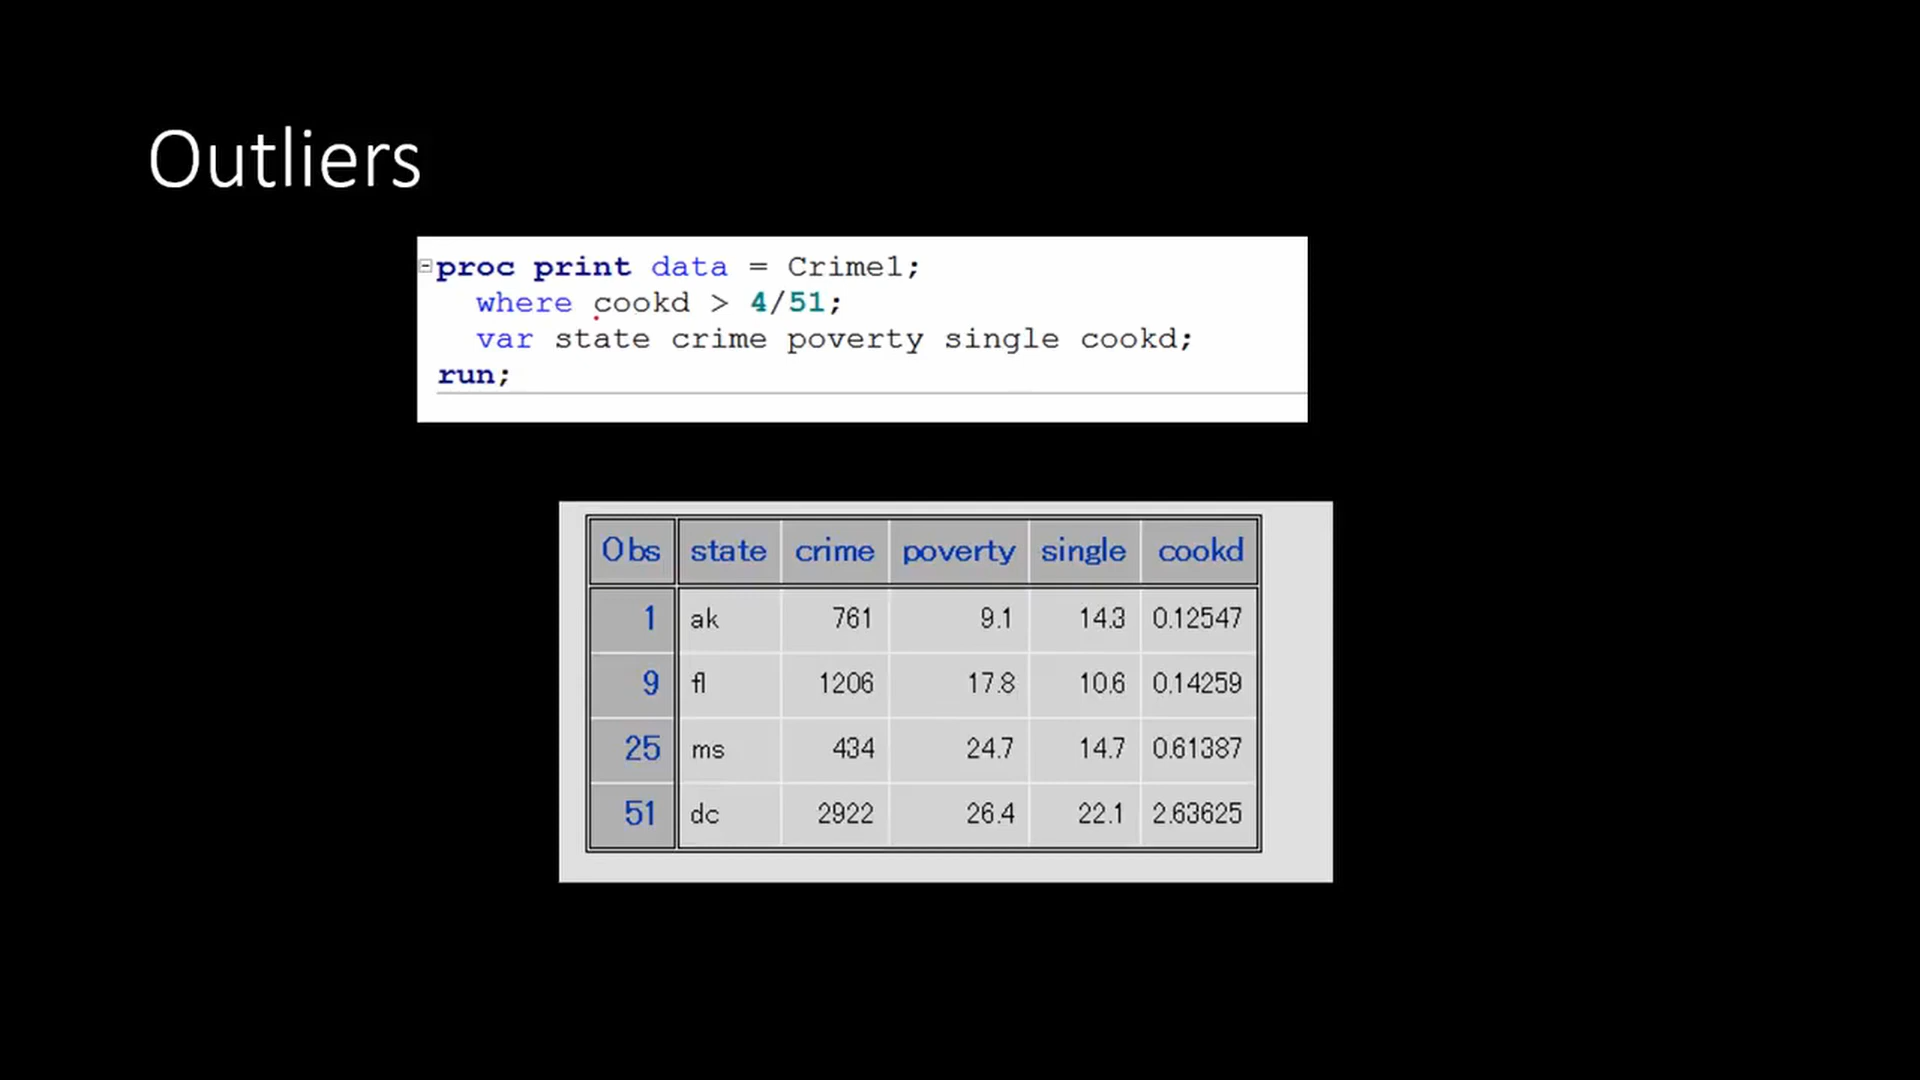 Outliers
proc print data = Crime1;
where cookd > 4/51;
var state crime poverty single cookd;
run;
Obs state crime poverty single cookd
1 ak 761 9.1 14.3 0.12547
9 fl 1206 17.8 10.6 0.14259
25 ms 434 24.7 14.7 0.61387
51 dc 2922 26.4 22.1 2.63625